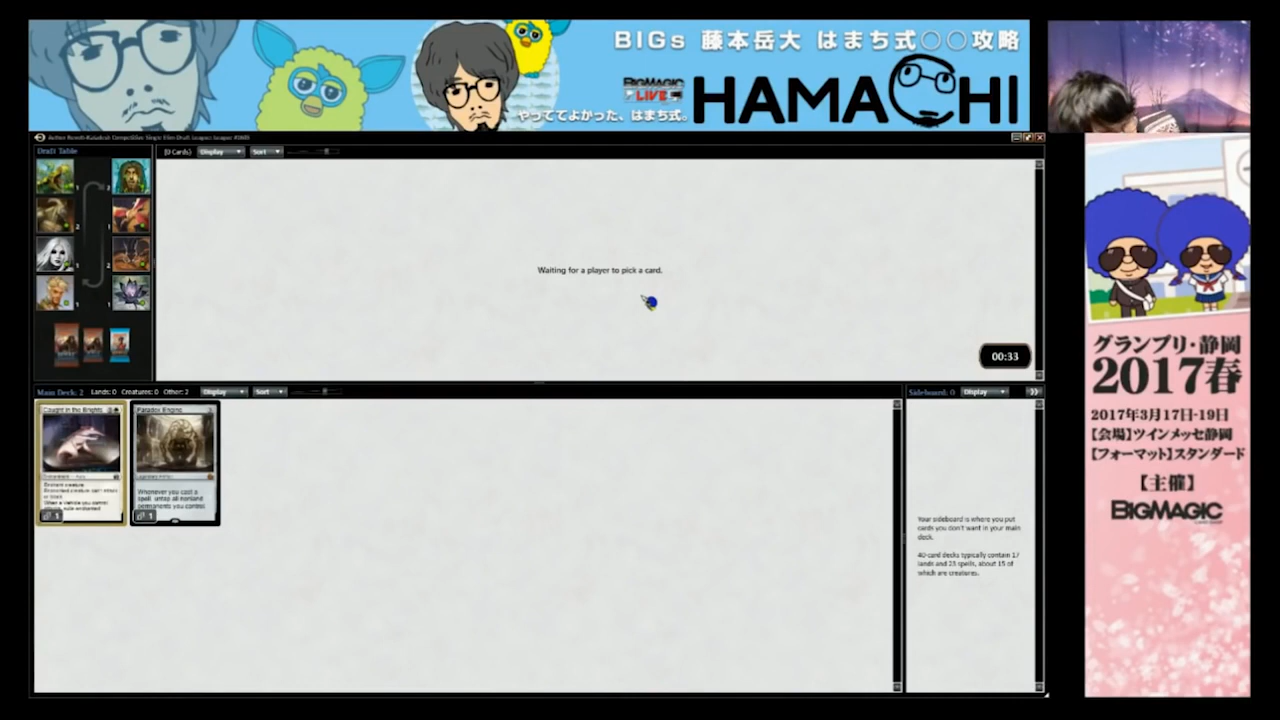 BIGs 藤本岳大 はまち式○○攻略
BIGMAGIC
LIVE
HAMACHI
やっててよかった、はまち式。
Draft Table
(0 Cards) Display Sort
Waiting for a player to pick a card.
00:33
Main Deck: 2 Lands: 0 Creatures: 0 Other: 2 Display Sort
Sideboard: 0 Display
Caught in the Brights
Enchant creature
Paradox Engine
Whenever you cast a
spell, untap all nonland
permanents you control.
Your sideboard is where you put
cards you don't want in your main
deck.
40-card decks typically contain 17
lands and 23 spells, about 15 of
which are creatures.
グランプリ・静岡
2017春
2017年3月17日-19日
【会場】ツインメッセ静岡
【フォーマット】スタンダード
【主催】
BIGMAGIC